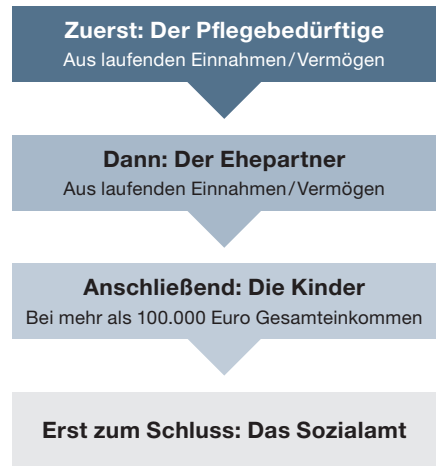 Zuerst: Der Pflegebedürftige
Aus laufenden Einnahmen/Vermögen
Dann: Der Ehepartner
Aus laufenden Einnahmen/Vermögen
Anschließend: Die Kinder
Bei mehr als 100.000 Euro Gesamteinkommen
Erst zum Schluss: Das Sozialamt